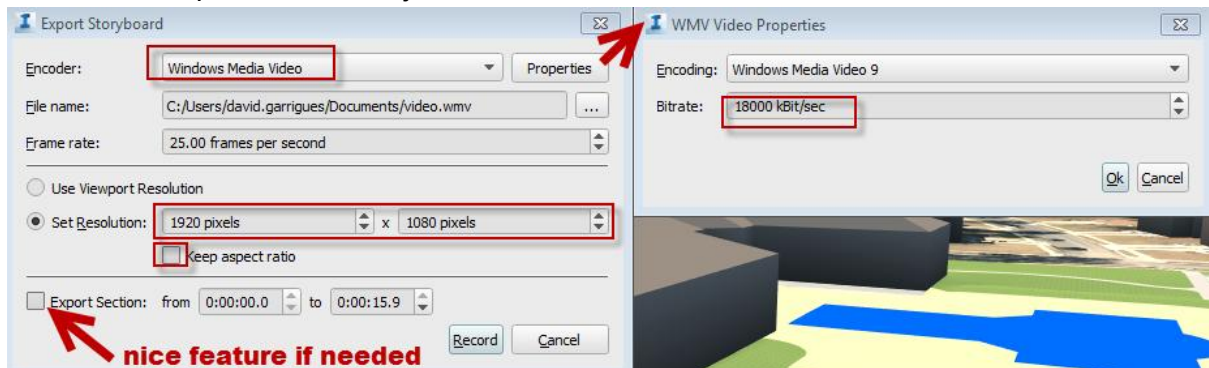 Export Storyboard
Encoder: Windows Media Video Properties
File name: C:/Users/david.garrigues/Documents/video.wmv ...
Frame rate: 25.00 frames per second
Use Viewport Resolution
Set Resolution: 1920 pixels x 1080 pixels
Keep aspect ratio
Export Section: from 0:00:00.0 to 0:00:15.9
Record Cancel
nice feature if needed
WMV Video Properties
Encoding: Windows Media Video 9
Bitrate: 18000 kBit/sec
Ok Cancel